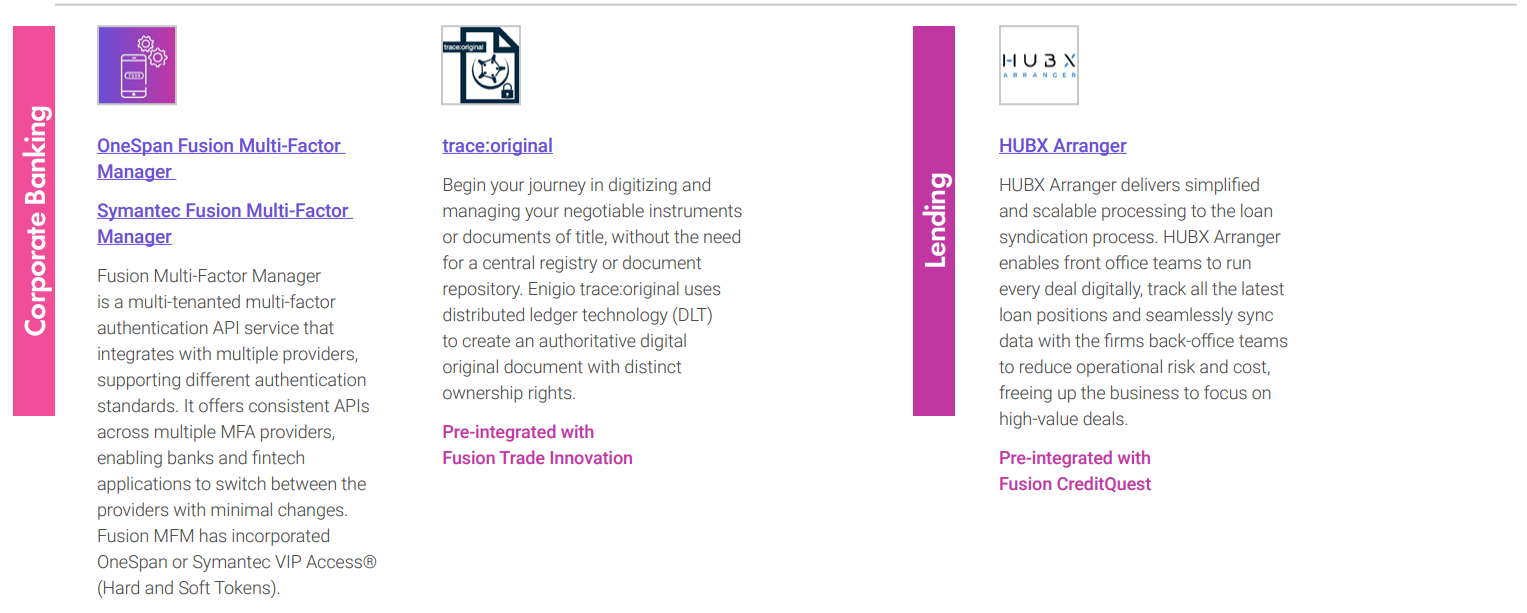 Corporate Banking
PASS
OneSpan Fusion Multi-Factor
Manager
Symantec Fusion Multi-Factor
Manager
Fusion Multi-Factor Manager
is a multi-tenanted multi-factor
authentication API service that
integrates with multiple providers,
supporting different authentication
standards. It offers consistent APIs
across multiple MFA providers,
enabling banks and fintech
applications to switch between the
providers with minimal changes.
Fusion MFM has incorporated
OneSpan or Symantec VIP Access®
(Hard and Soft Tokens).
trace:original
trace:original
Begin your journey in digitizing and
managing your negotiable instruments
or documents of title, without the need
for a central registry or document
repository. Enigio trace:original uses
distributed ledger technology (DLT)
to create an authoritative digital
original document with distinct
ownership rights.
Pre-integrated with
Fusion Trade Innovation
Lending
HUBX
ARRANGER
HUBX Arranger
HUBX Arranger delivers simplified
and scalable processing to the loan
syndication process. HUBX Arranger
enables front office teams to run
every deal digitally, track all the latest
loan positions and seamlessly sync
data with the firms back-office teams
to reduce operational risk and cost,
freeing up the business to focus on
high-value deals.
Pre-integrated with
Fusion CreditQuest